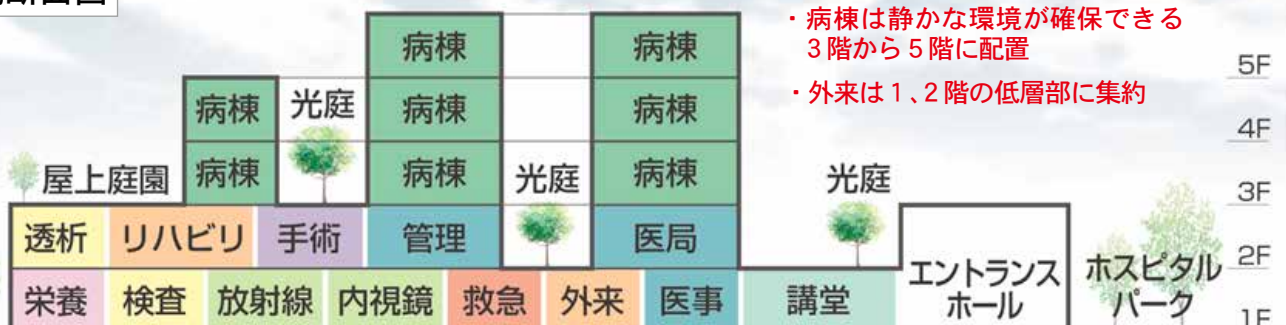 ・病棟は静かな環境が確保できる
3階から5階に配置
・外来は1、2階の低層部に集約
病棟
病棟
5F
病棟
光庭
病棟
病棟
4F
屋上庭園
病棟
病棟
光庭
病棟
光庭
3F
透析
リハビリ
手術
管理
医局
2F
栄養
検査
放射線
内視鏡
救急
外来
医事
講堂
エントランス
ホール
ホスピタル
パーク
1F